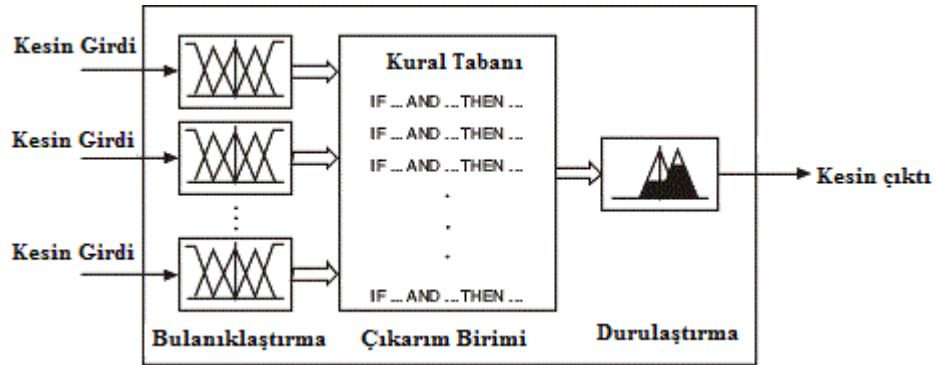 Kesin Girdi
Kesin Girdi
Kesin Girdi
Kural Tabanı
IF ... AND ...THEN ...
IF ... AND ...THEN ...
IF ... AND ...THEN ...
.
.
.
IF ... AND ...THEN ...
Bulanıklaştırma
Çıkarım Birimi
Durulaştırma
Kesin çıktı